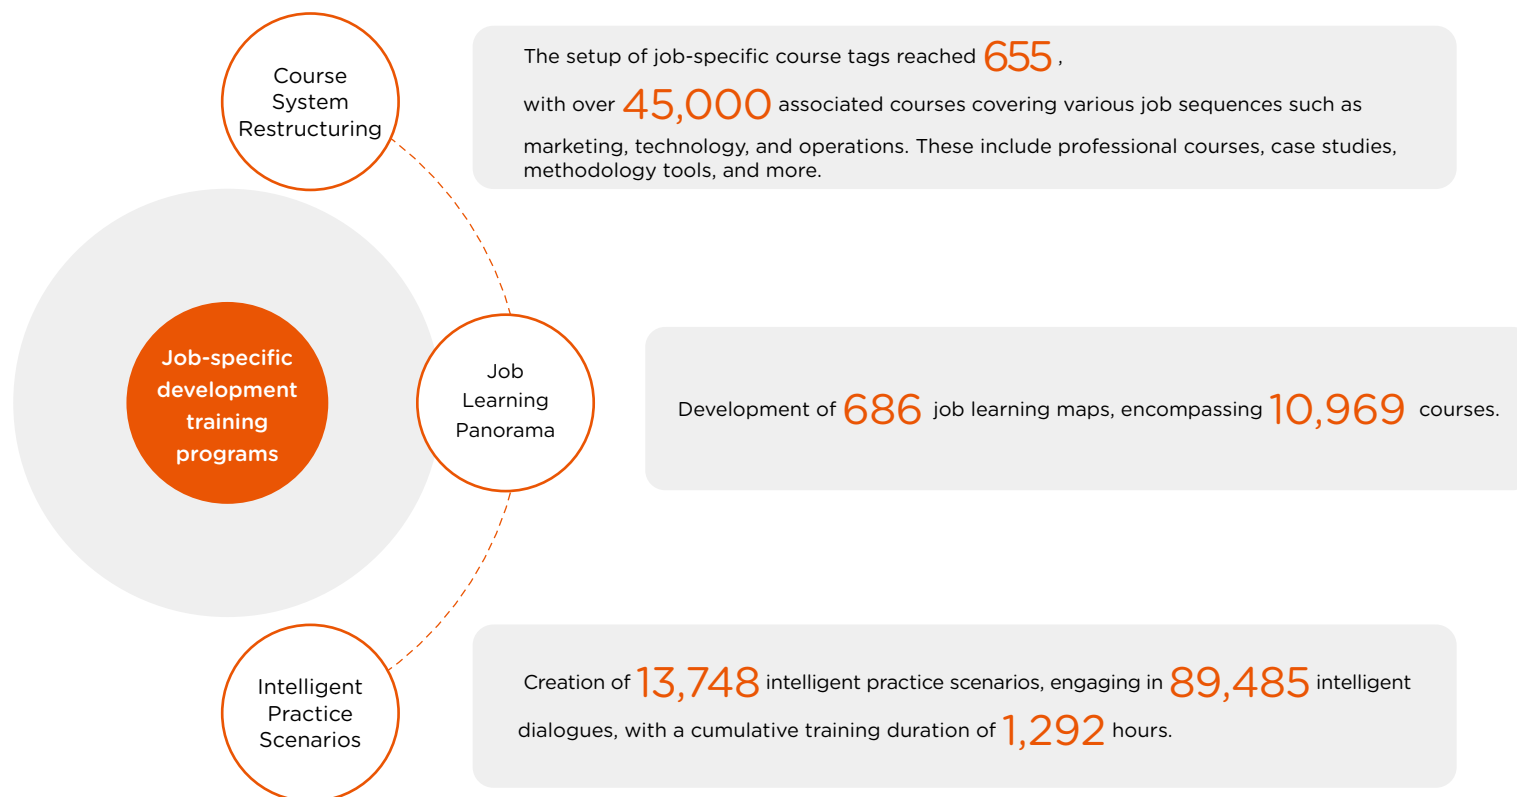 Course
System
Restructuring
The setup of job-specific course tags reached 655 ,
with over 45,000 associated courses covering various job sequences such as
marketing, technology, and operations. These include professional courses, case studies,
methodology tools, and more.
Job-specific
development
training
programs
Job
Learning
Panorama
Development of 686 job learning maps, encompassing 10,969 courses.
Intelligent
Practice
Scenarios
Creation of 13,748 intelligent practice scenarios, engaging in 89,485 intelligent
dialogues, with a cumulative training duration of 1,292 hours.